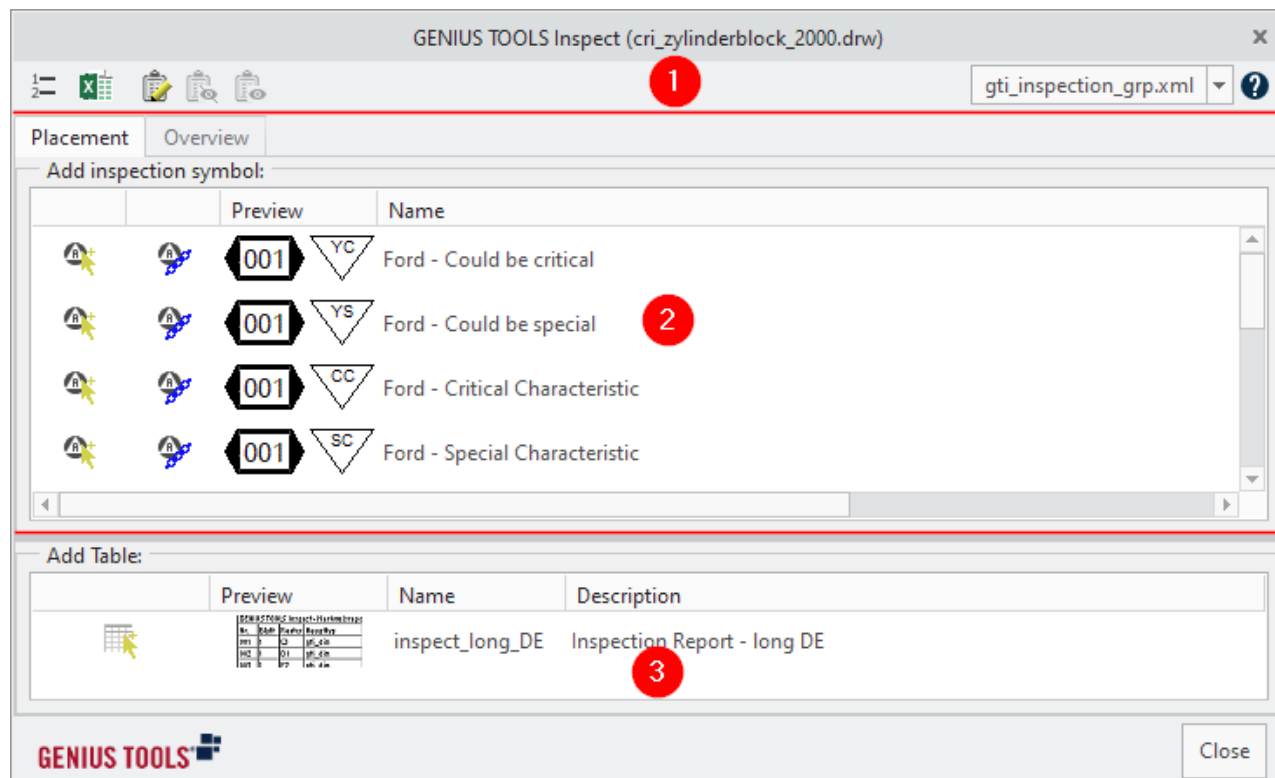 GENIUS TOOLS Inspect (cri_zylinderblock_2000.drw)
1
gti_inspection_grp.xml
Placement Overview
Add inspection symbol:
Preview Name
001 YC Ford - Could be critical
001 YS Ford - Could be special
2
001 CC Ford - Critical Characteristic
001 SC Ford - Special Characteristic
Add Table:
Preview Name Description
inspect_long_DE Inspection Report - long DE
3
GENIUS TOOLS
Close